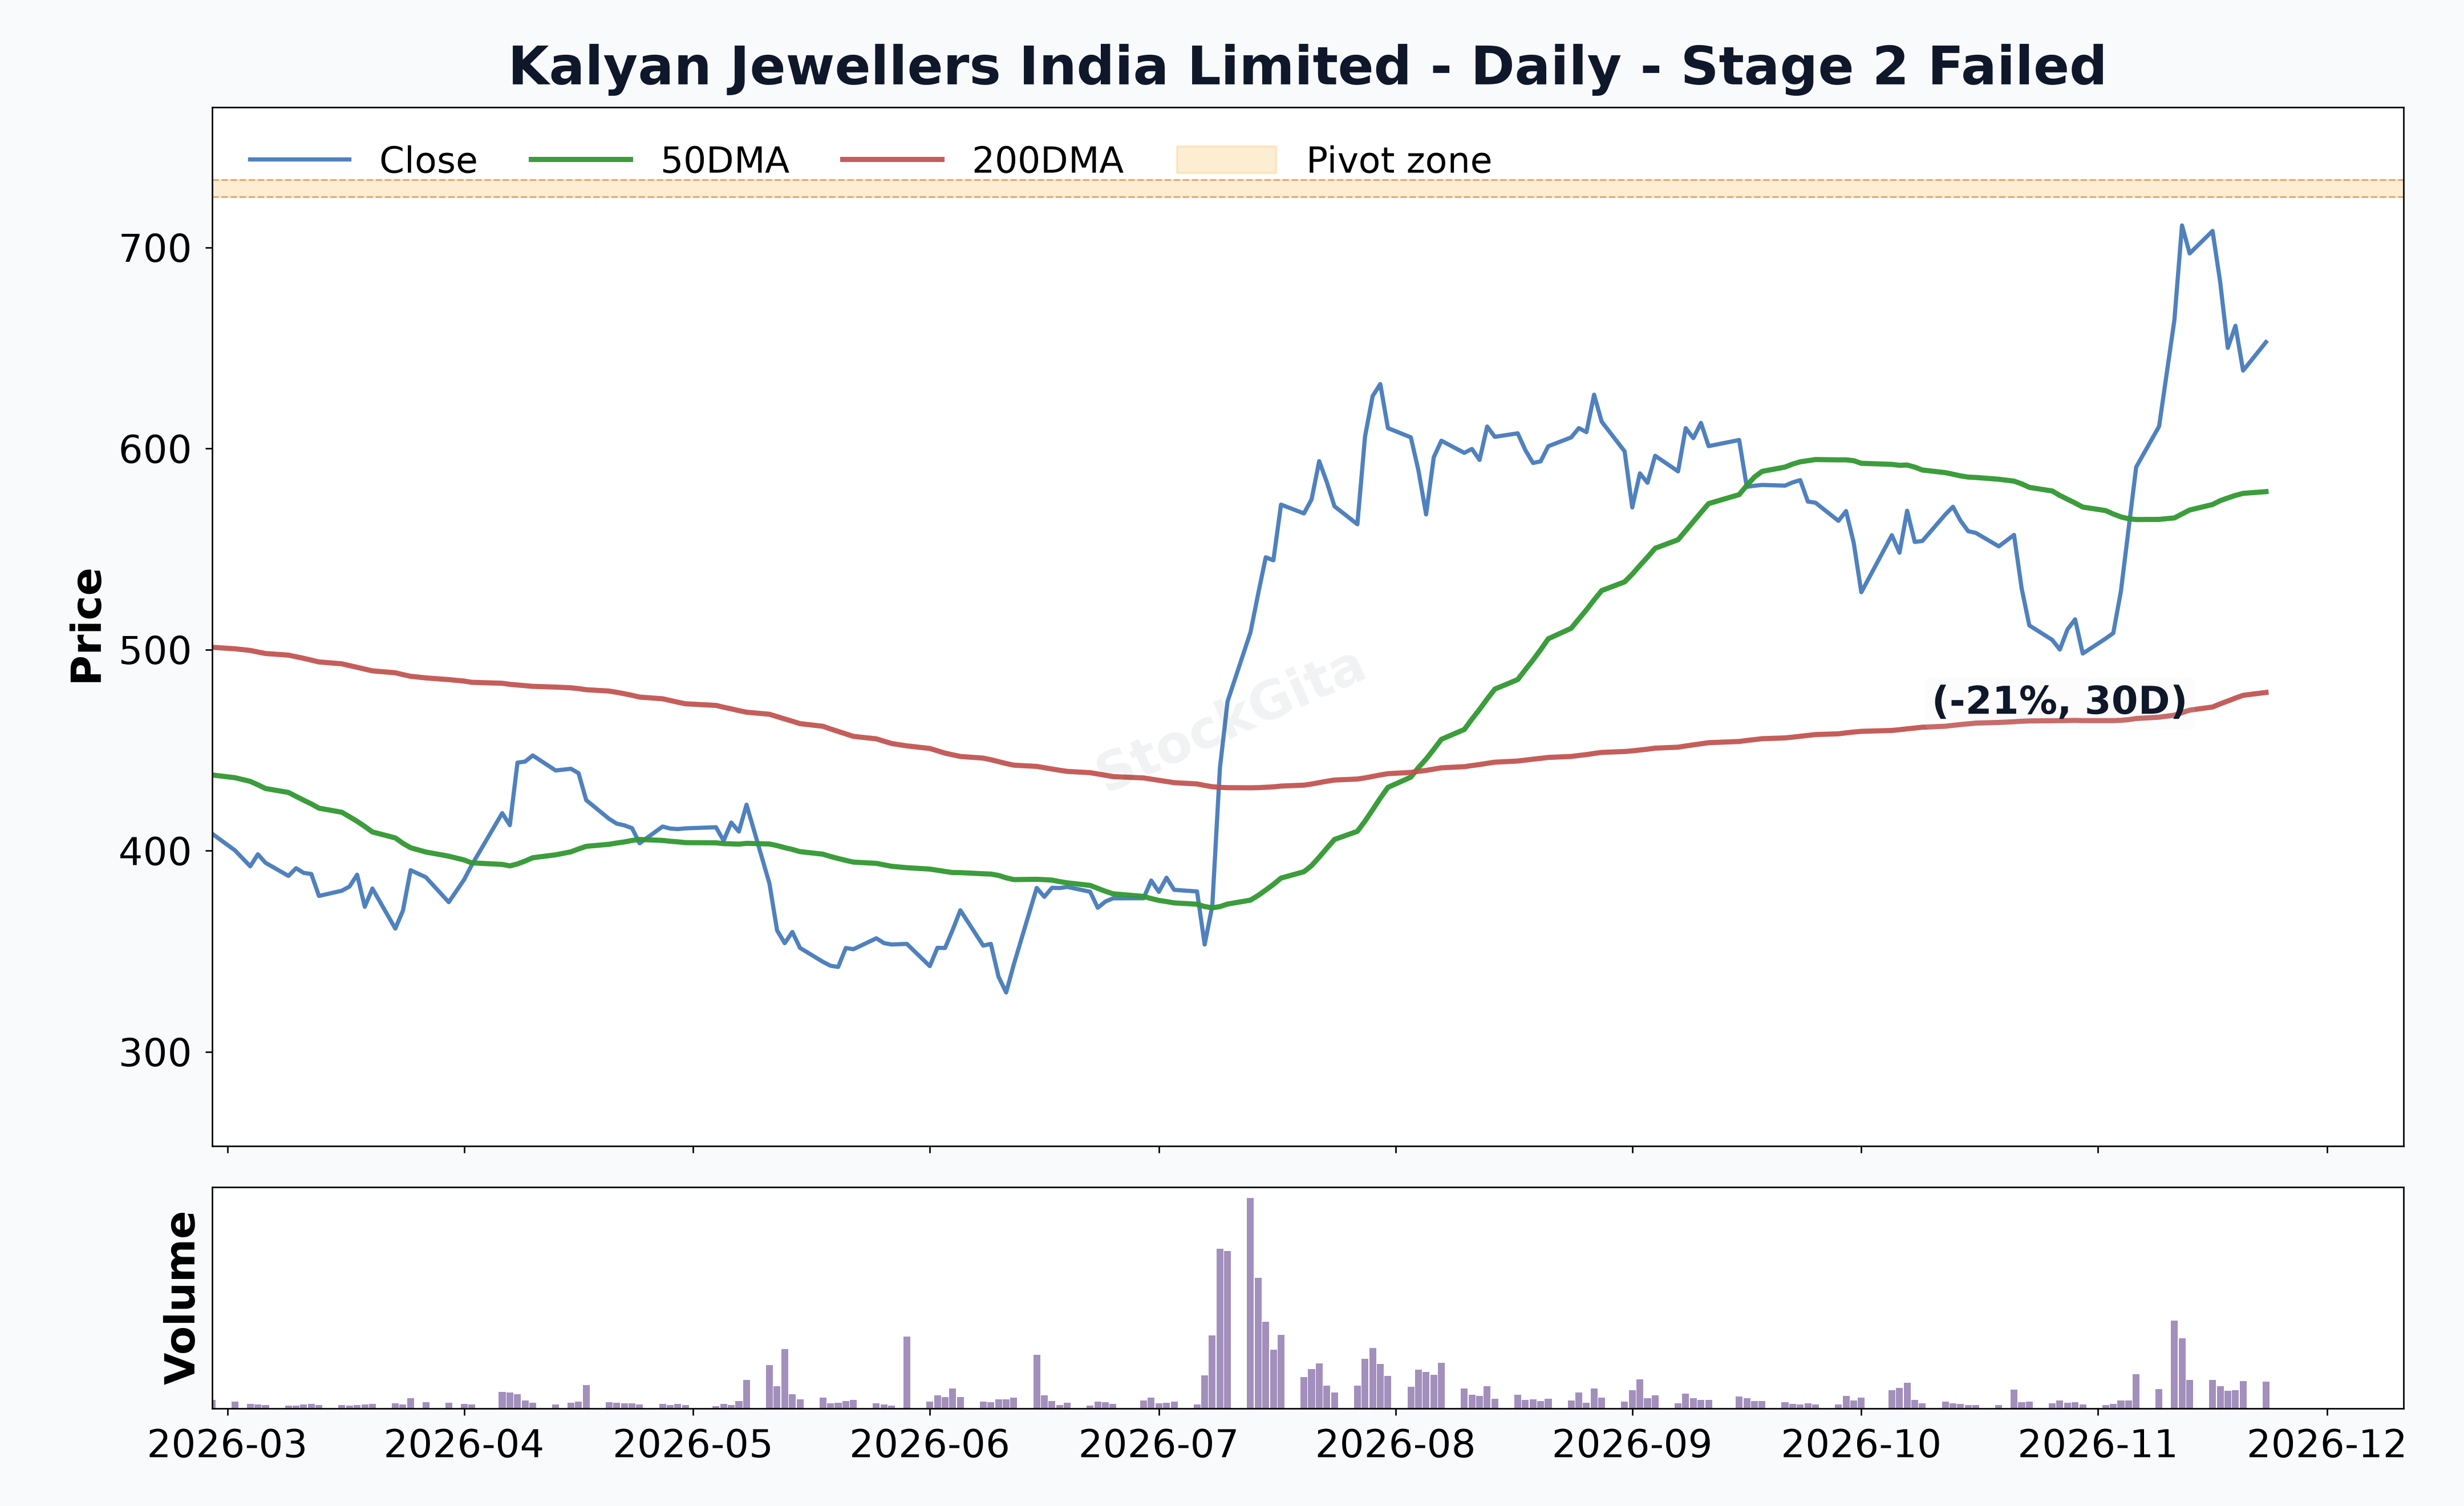 Kalyan Jewellers India Limited - Daily - Stage 2 Failed
Close 50DMA 200DMA Pivot zone
Price
700
600
500
400
300
StockGita
(-21%, 30D)
Volume
2026-03 2026-04 2026-05 2026-06 2026-07 2026-08 2026-09 2026-10 2026-11 2026-12